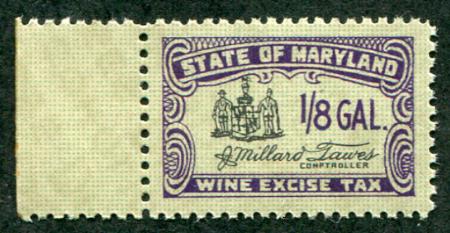 STATE OF MARYLAND
1/8 GAL.
J. Millard Tawes
COMPTROLLER
WINE EXCISE TAX